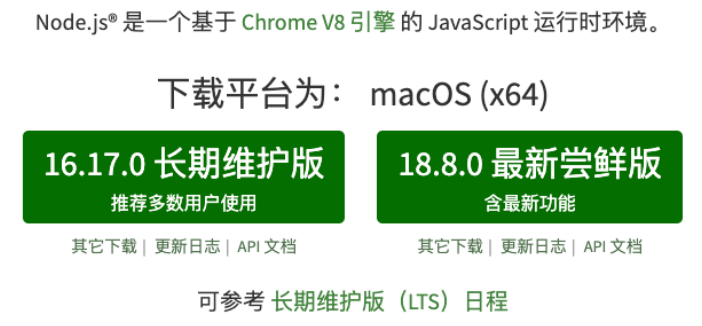 Node.js® 是一个基于 Chrome V8 引擎 的 JavaScript 运行时环境。
下载平台为： macOS (x64)
16.17.0 长期维护版 18.8.0 最新尝鲜版
推荐多数用户使用 含最新功能
其它下载 | 更新日志 | API 文档 其它下载 | 更新日志 | API 文档
可参考 长期维护版（LTS）日程